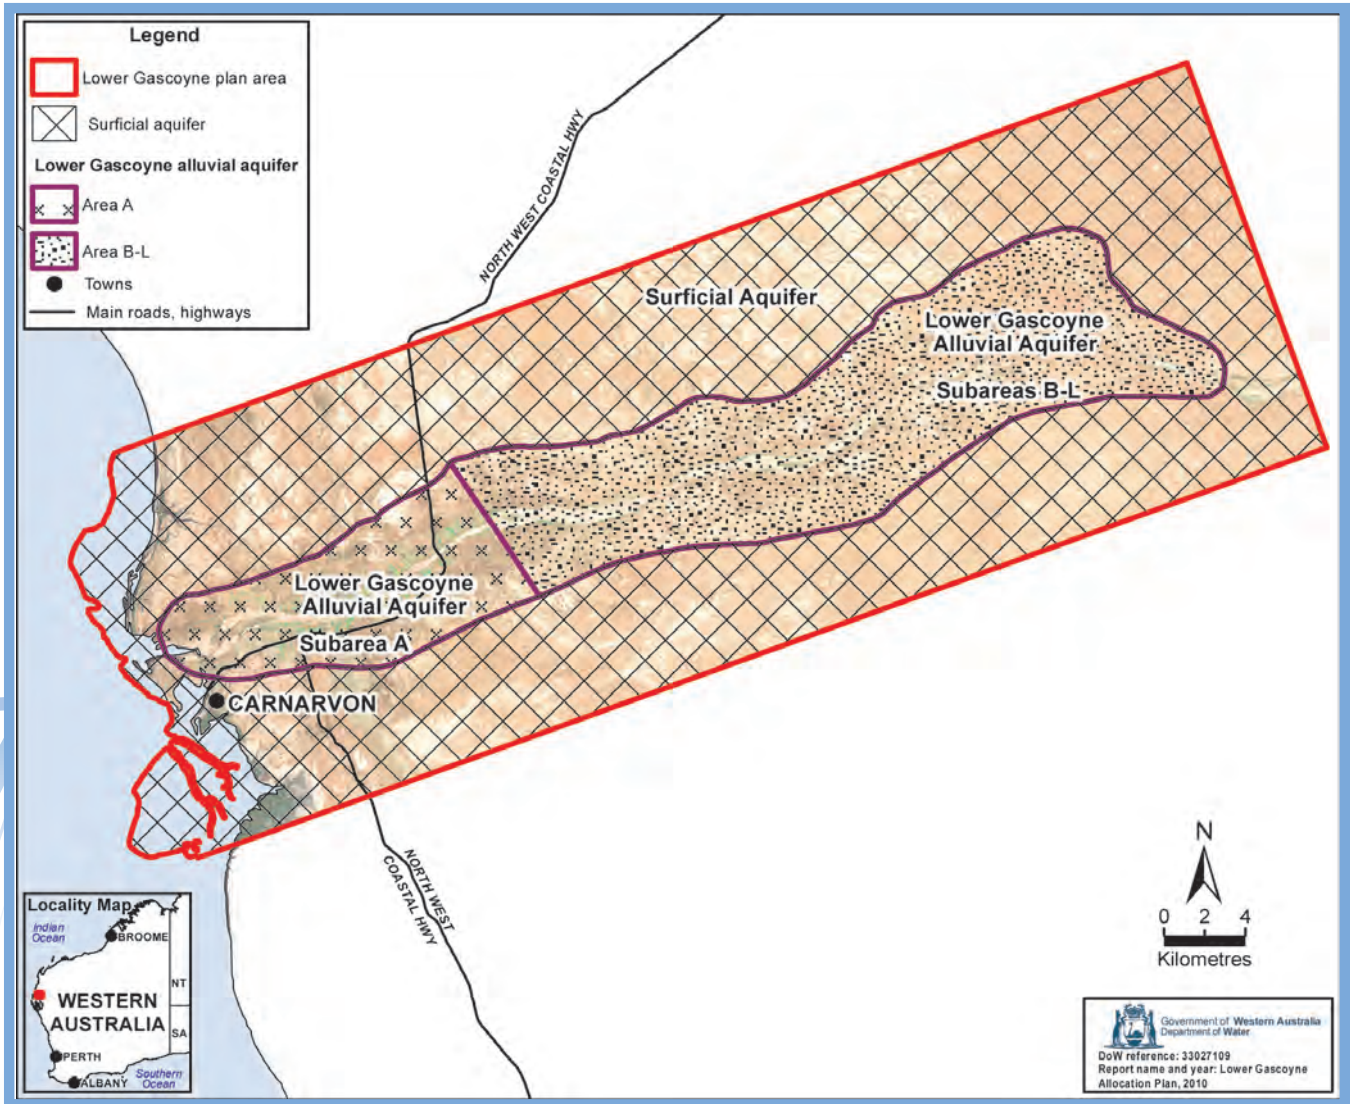 Legend
Lower Gascoyne plan area
Surficial aquifer
Lower Gascoyne alluvial aquifer
Area A
Area B-L
Towns
Main roads, highways
NORTH WEST COASTAL HWY
Surficial Aquifer
Lower Gascoyne
Alluvial Aquifer
Subareas B-L
Lower Gascoyne
Alluvial Aquifer
Subarea A
CARNARVON
NORTH WEST
COASTAL HWY
N
0 2 4
Kilometres
Locality Map
Indian
Ocean
BROOME
NT
WESTERN
AUSTRALIA
SA
PERTH
ALBANY
Southern
Ocean
Government of Western Australia
Department of Water
DoW reference: 33027109
Report name and year: Lower Gascoyne
Allocation Plan, 2010